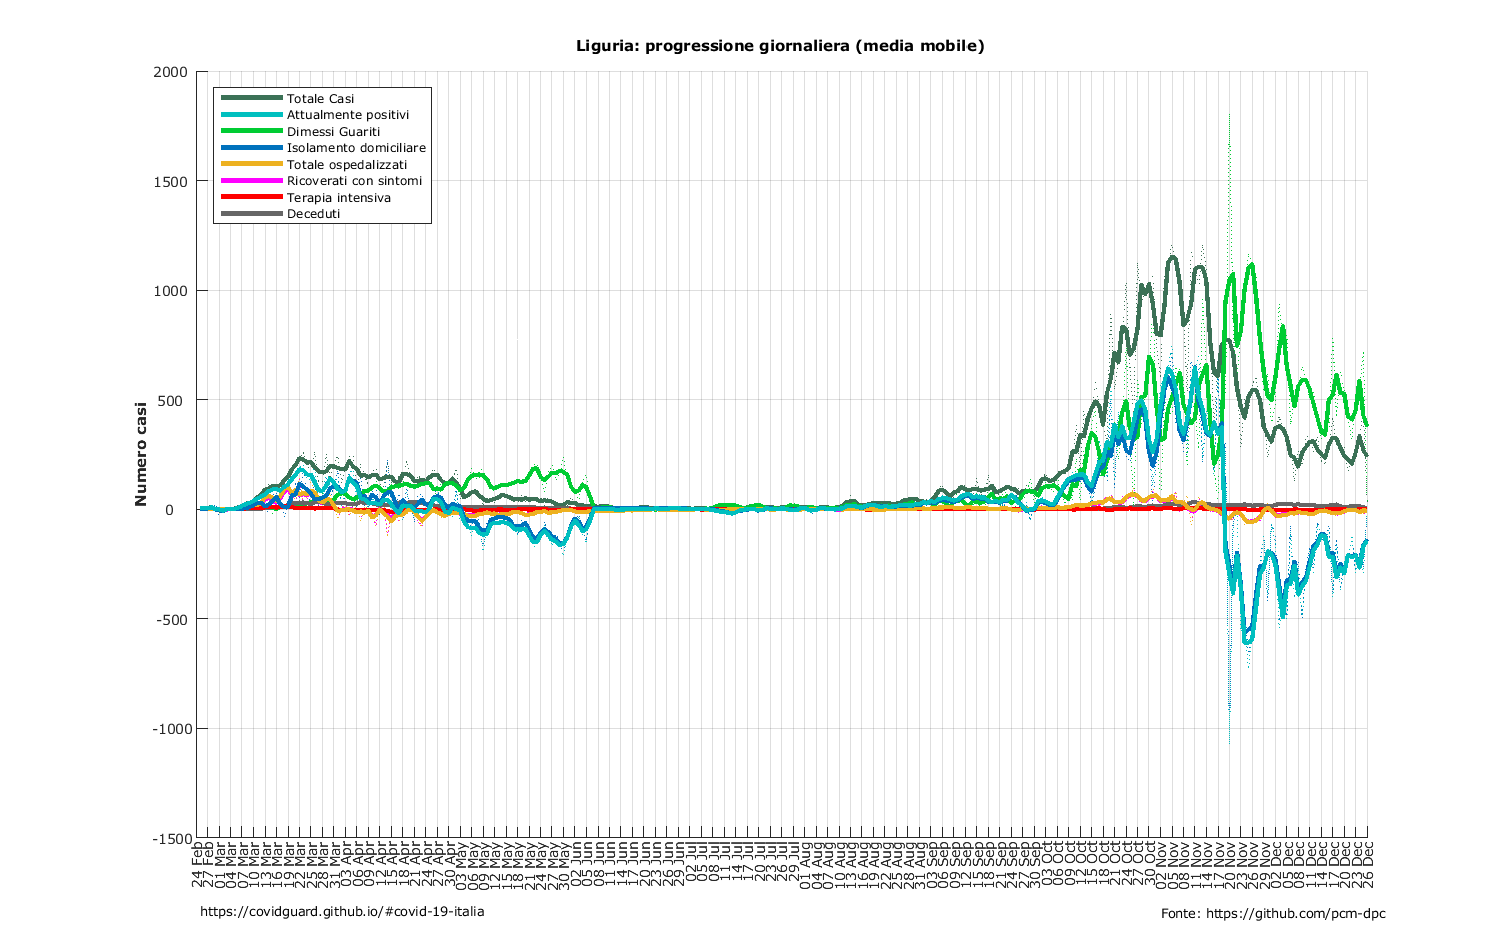 Liguria: progressione giornaliera (media mobile)
2000
1500
1000
500
0
-500
-1000
-1500
Numero casi
Totale Casi
Attualmente positivi
Dimessi Guariti
Isolamento domiciliare
Totale ospedalizzati
Ricoverati con sintomi
Terapia intensiva
Deceduti
24 Feb
27 Feb
01 Mar
04 Mar
07 Mar
10 Mar
13 Mar
16 Mar
19 Mar
22 Mar
25 Mar
28 Mar
31 Mar
03 Apr
06 Apr
09 Apr
12 Apr
15 Apr
18 Apr
21 Apr
24 Apr
27 Apr
30 Apr
03 May
06 May
09 May
12 May
15 May
18 May
21 May
24 May
27 May
30 May
02 Jun
05 Jun
08 Jun
11 Jun
14 Jun
17 Jun
20 Jun
23 Jun
26 Jun
29 Jun
02 Jul
05 Jul
08 Jul
11 Jul
14 Jul
17 Jul
20 Jul
23 Jul
26 Jul
29 Jul
01 Aug
04 Aug
07 Aug
10 Aug
13 Aug
16 Aug
19 Aug
22 Aug
25 Aug
28 Aug
31 Aug
03 Sep
06 Sep
09 Sep
12 Sep
15 Sep
18 Sep
21 Sep
24 Sep
27 Sep
30 Sep
03 Oct
06 Oct
09 Oct
12 Oct
15 Oct
18 Oct
21 Oct
24 Oct
27 Oct
30 Oct
02 Nov
05 Nov
08 Nov
11 Nov
14 Nov
17 Nov
20 Nov
23 Nov
26 Nov
29 Nov
02 Dec
05 Dec
08 Dec
11 Dec
14 Dec
17 Dec
20 Dec
23 Dec
26 Dec
https://covidguard.github.io/#covid-19-italia
Fonte: https://github.com/pcm-dpc